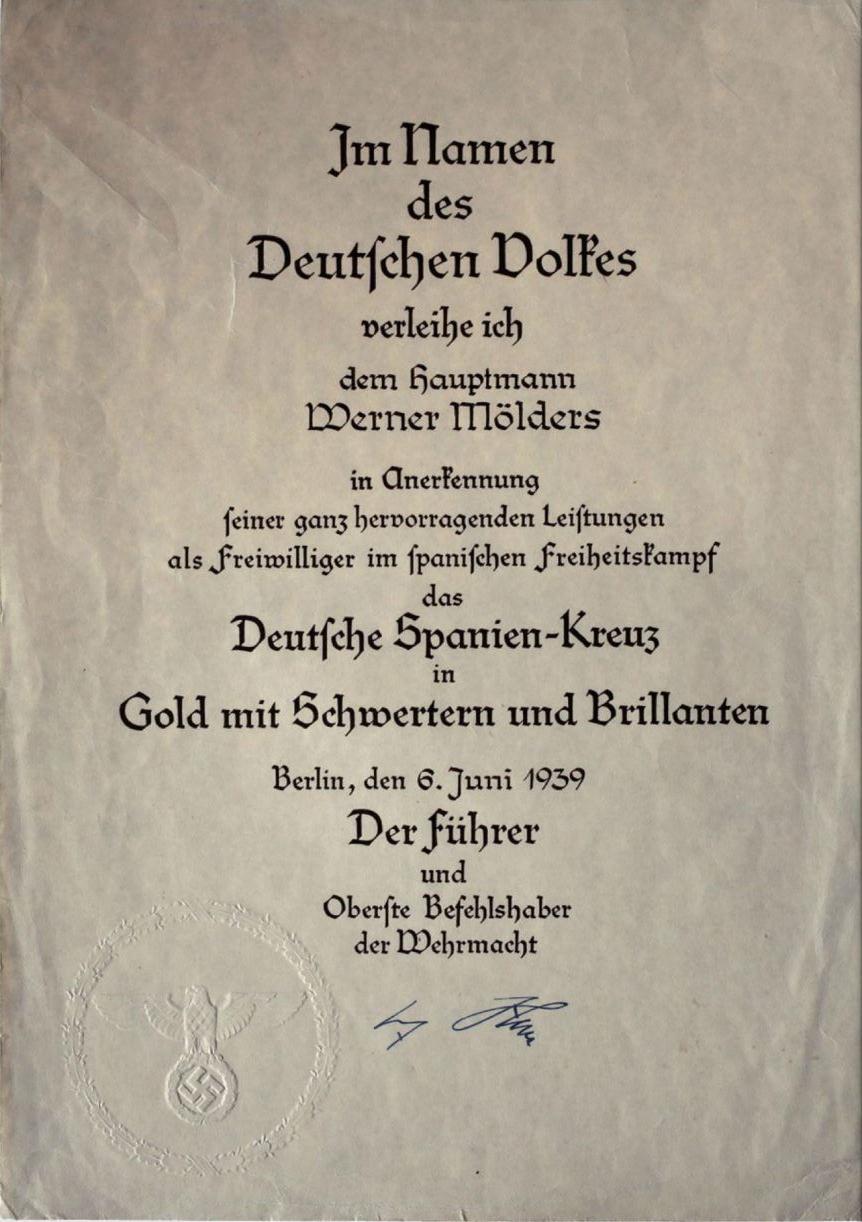 Im Namen
des
Deutschen Volkes
verleihe ich
dem Hauptmann
Werner Mölders
in Anerkennung
seiner ganz hervorragenden Leistungen
als Freiwilliger im spanischen Freiheitskampf
das
Deutsche Spanien-Kreuz
in
Gold mit Schwertern und Brillanten
Berlin, den 6. Juni 1939
Der Führer
und
Oberste Befehlshaber
der Wehrmacht